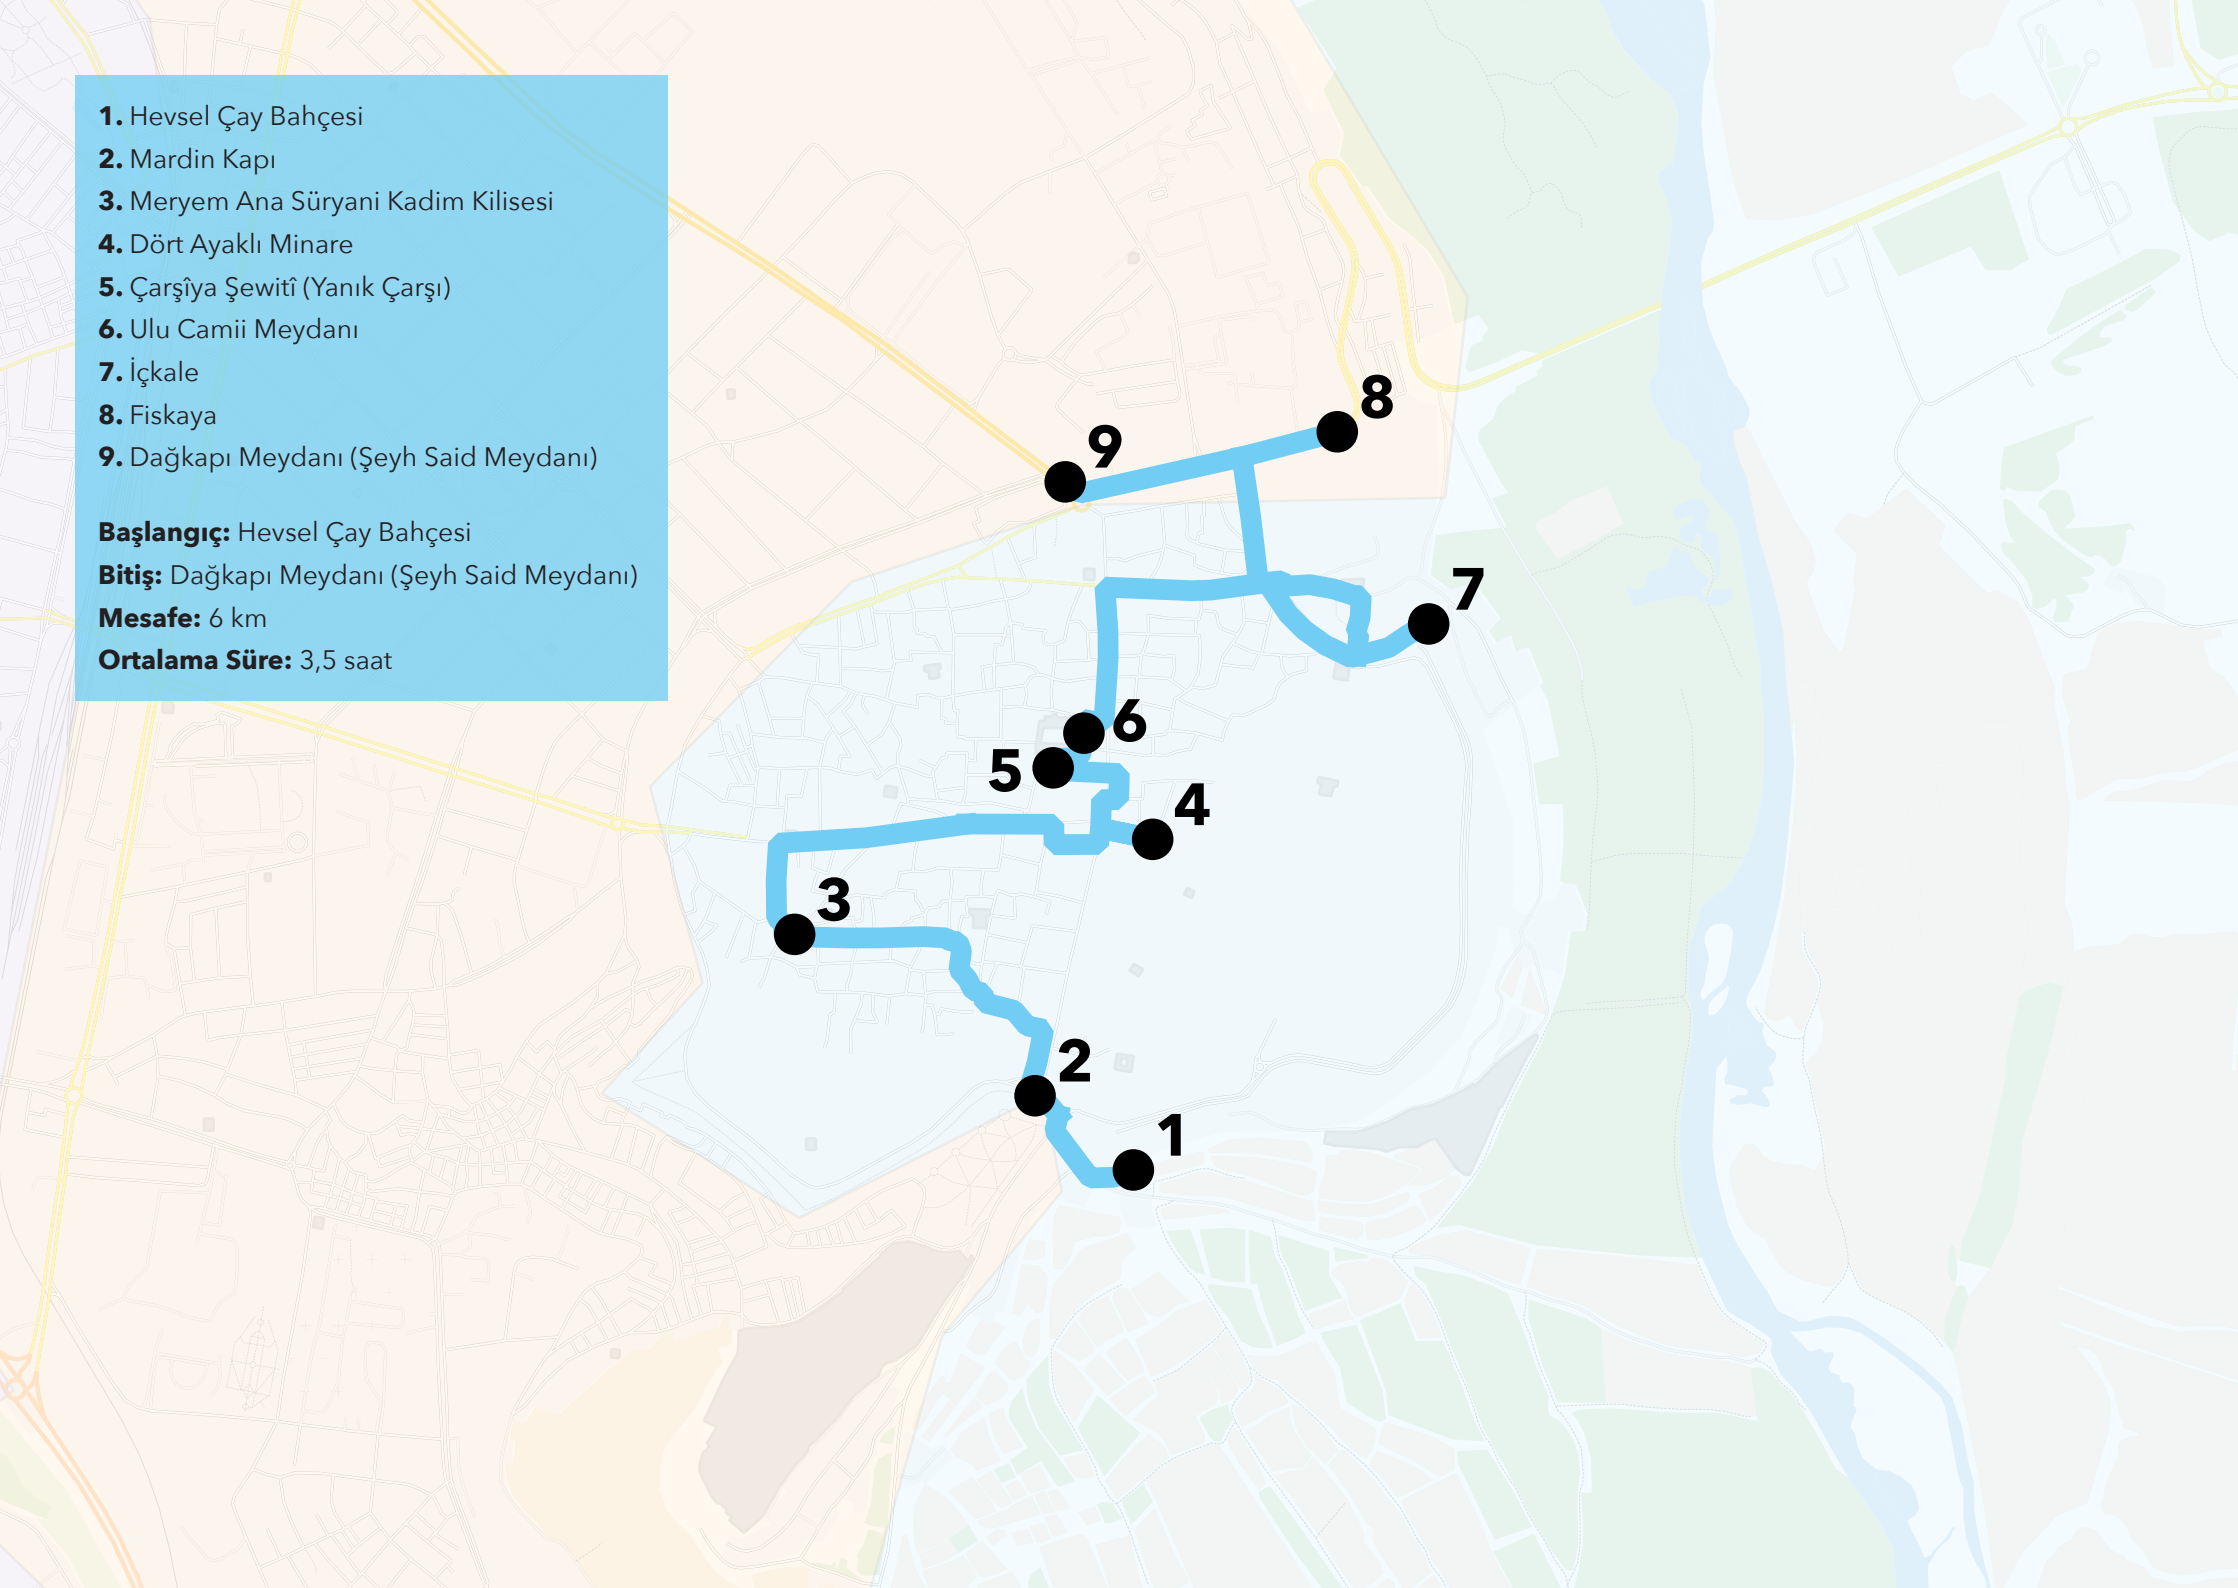 1. Hevsel Çay Bahçesi
2. Mardin Kapı
3. Meryem Ana Süryani Kadim Kilisesi
4. Dört Ayaklı Minare
5. Çarşîya Şewitî (Yanık Çarşı)
6. Ulu Camii Meydanı
7. İçkale
8. Fiskaya
9. Dağkapı Meydanı (Şeyh Said Meydanı)
Başlangıç: Hevsel Çay Bahçesi
Bitiş: Dağkapı Meydanı (Şeyh Said Meydanı)
Mesafe: 6 km
Ortalama Süre: 3,5 saat
8
9
7
6
5
4
3
2
1